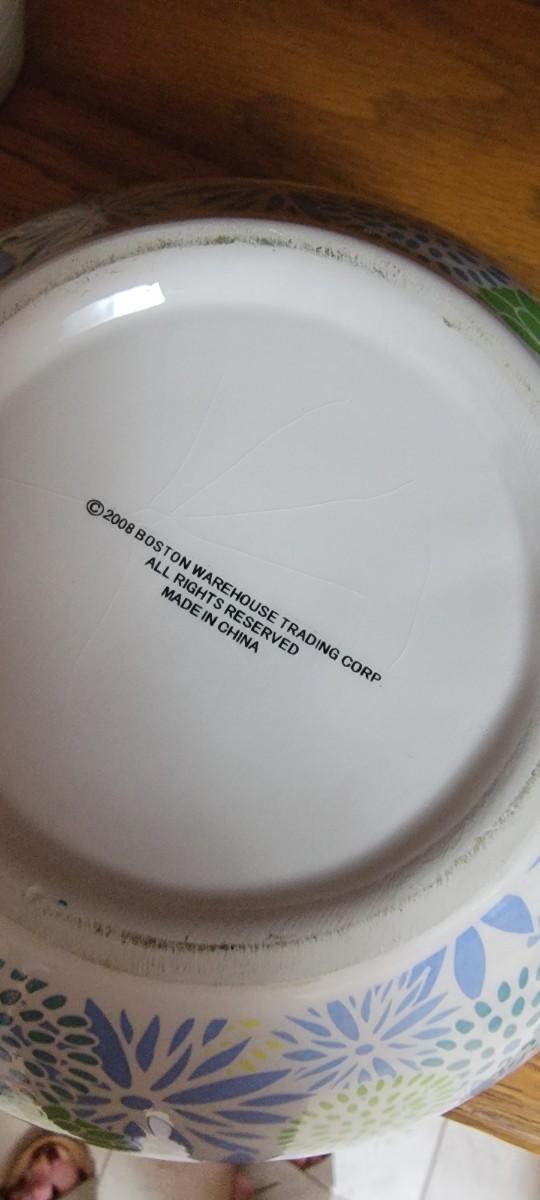 ©2008 BOSTON WAREHOUSE TRADING CORP.
ALL RIGHTS RESERVED
MADE IN CHINA